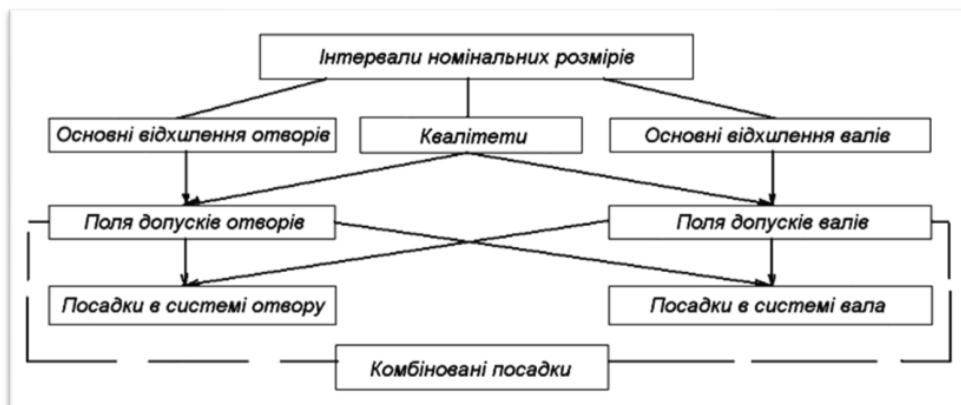 Інтервали номінальних розмірів
Основні відхилення отворів
Квалітети
Основні відхилення валів
Поля допусків отворів
Поля допусків валів
Посадки в системі отвору
Посадки в системі вала
Комбіновані посадки